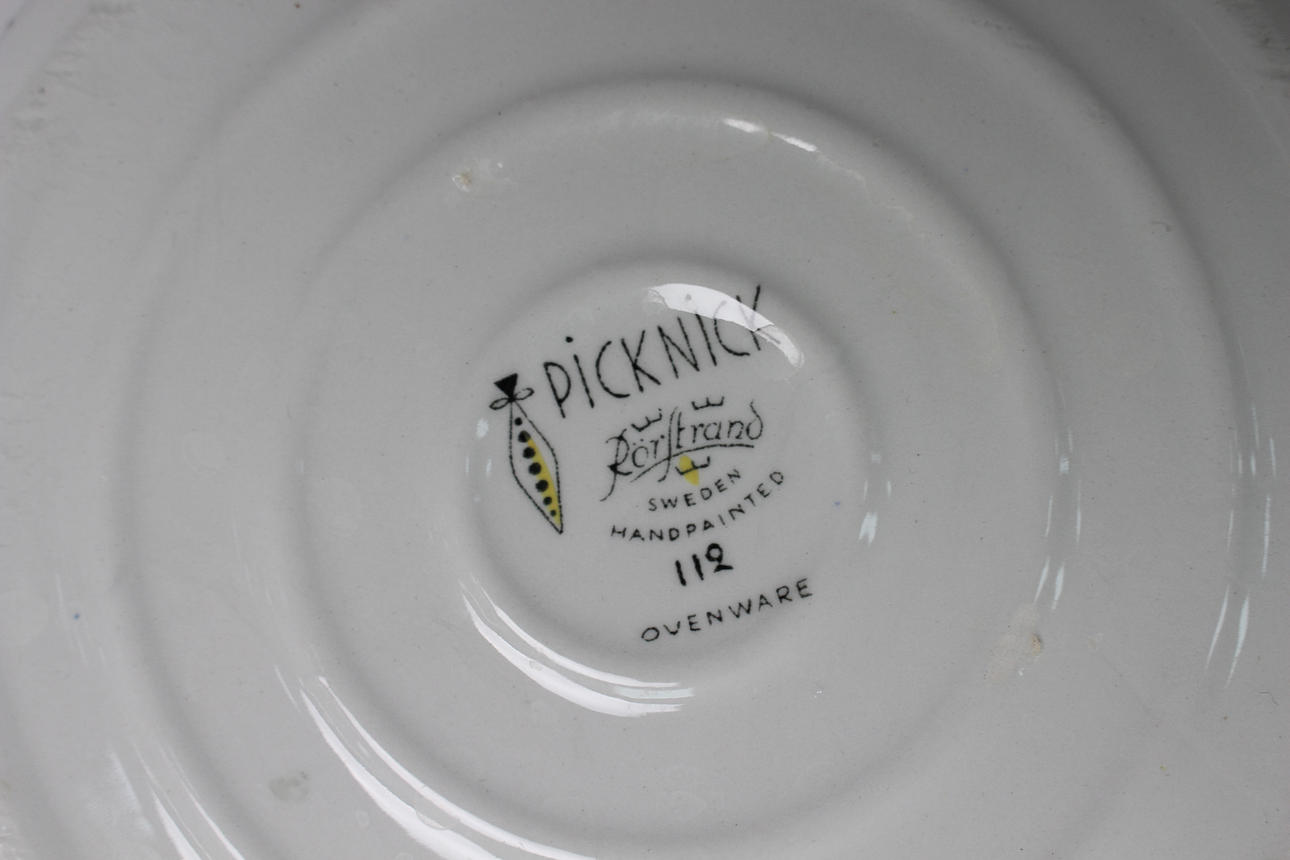 PiCKNICK
Rörstrand
SWEDEN
HANDPAINTED
112
OVENWARE